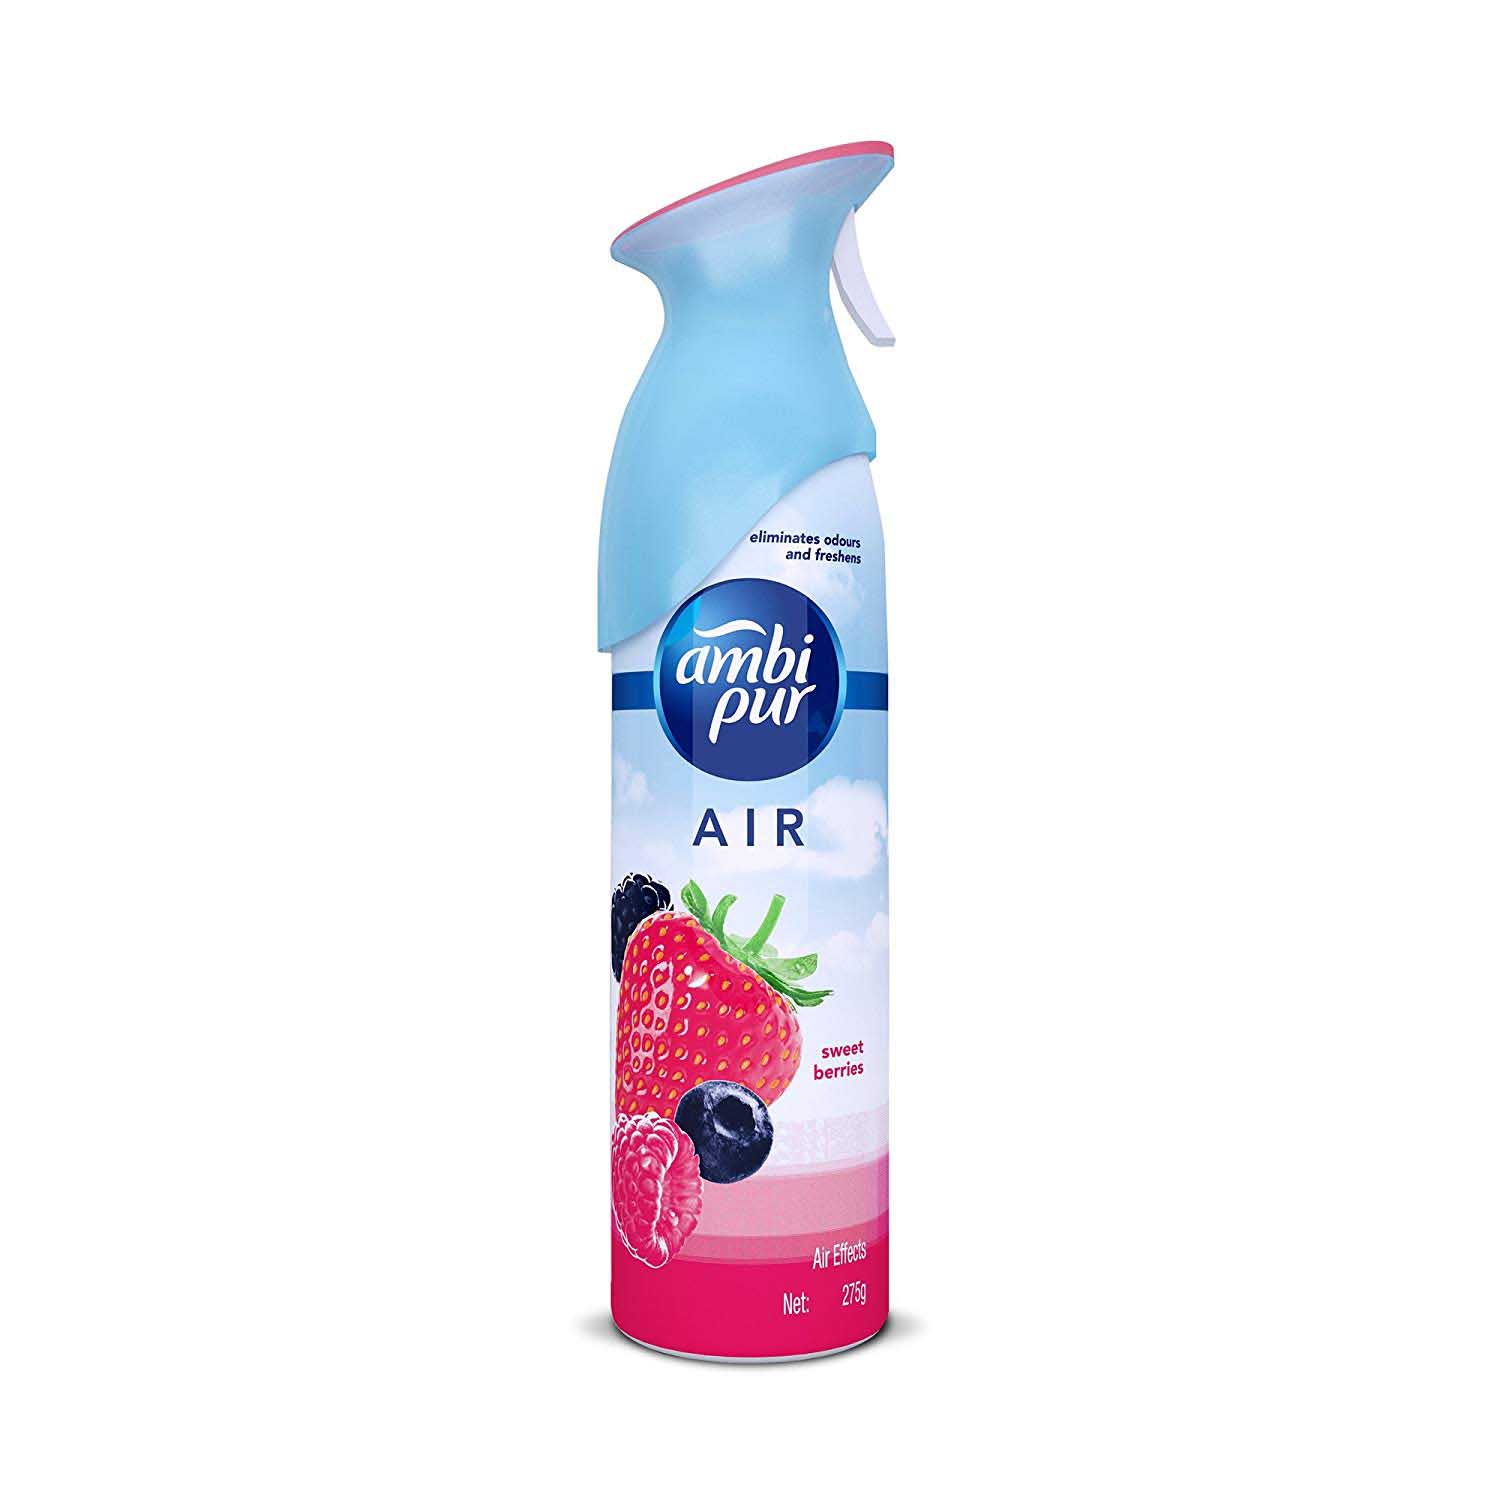 eliminates odours
and freshens
ambi
pur
AIR
sweet
berries
Air Effects
Net: 275g